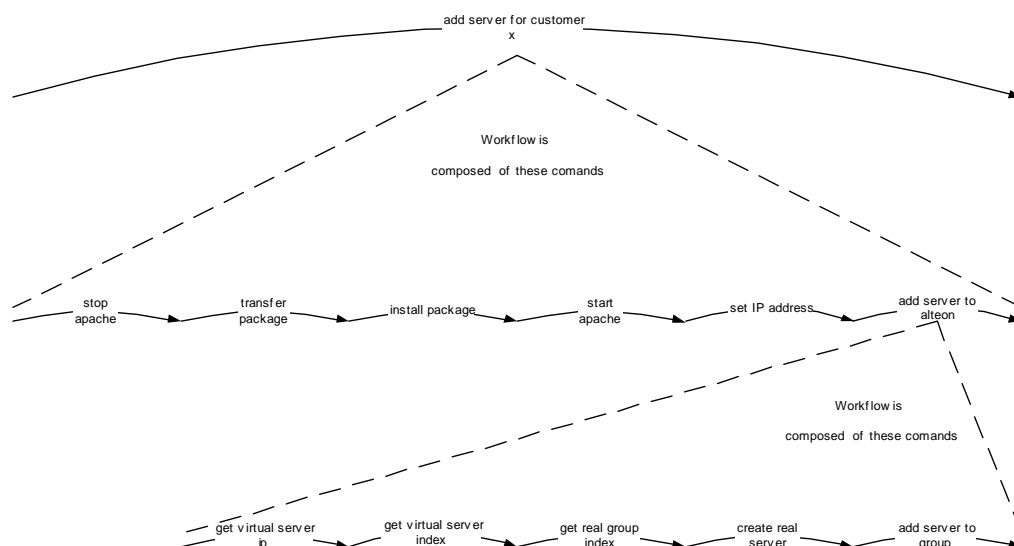 add server for customer
x
Workflow is
composed of these comands
stop
apache
transfer
package
install package
start
apache
set IP address
add server to
alteon
Workflow is
composed of these comands
get virtual server
ip
get virtual server
index
get real group
index
create real
server
add server to
group